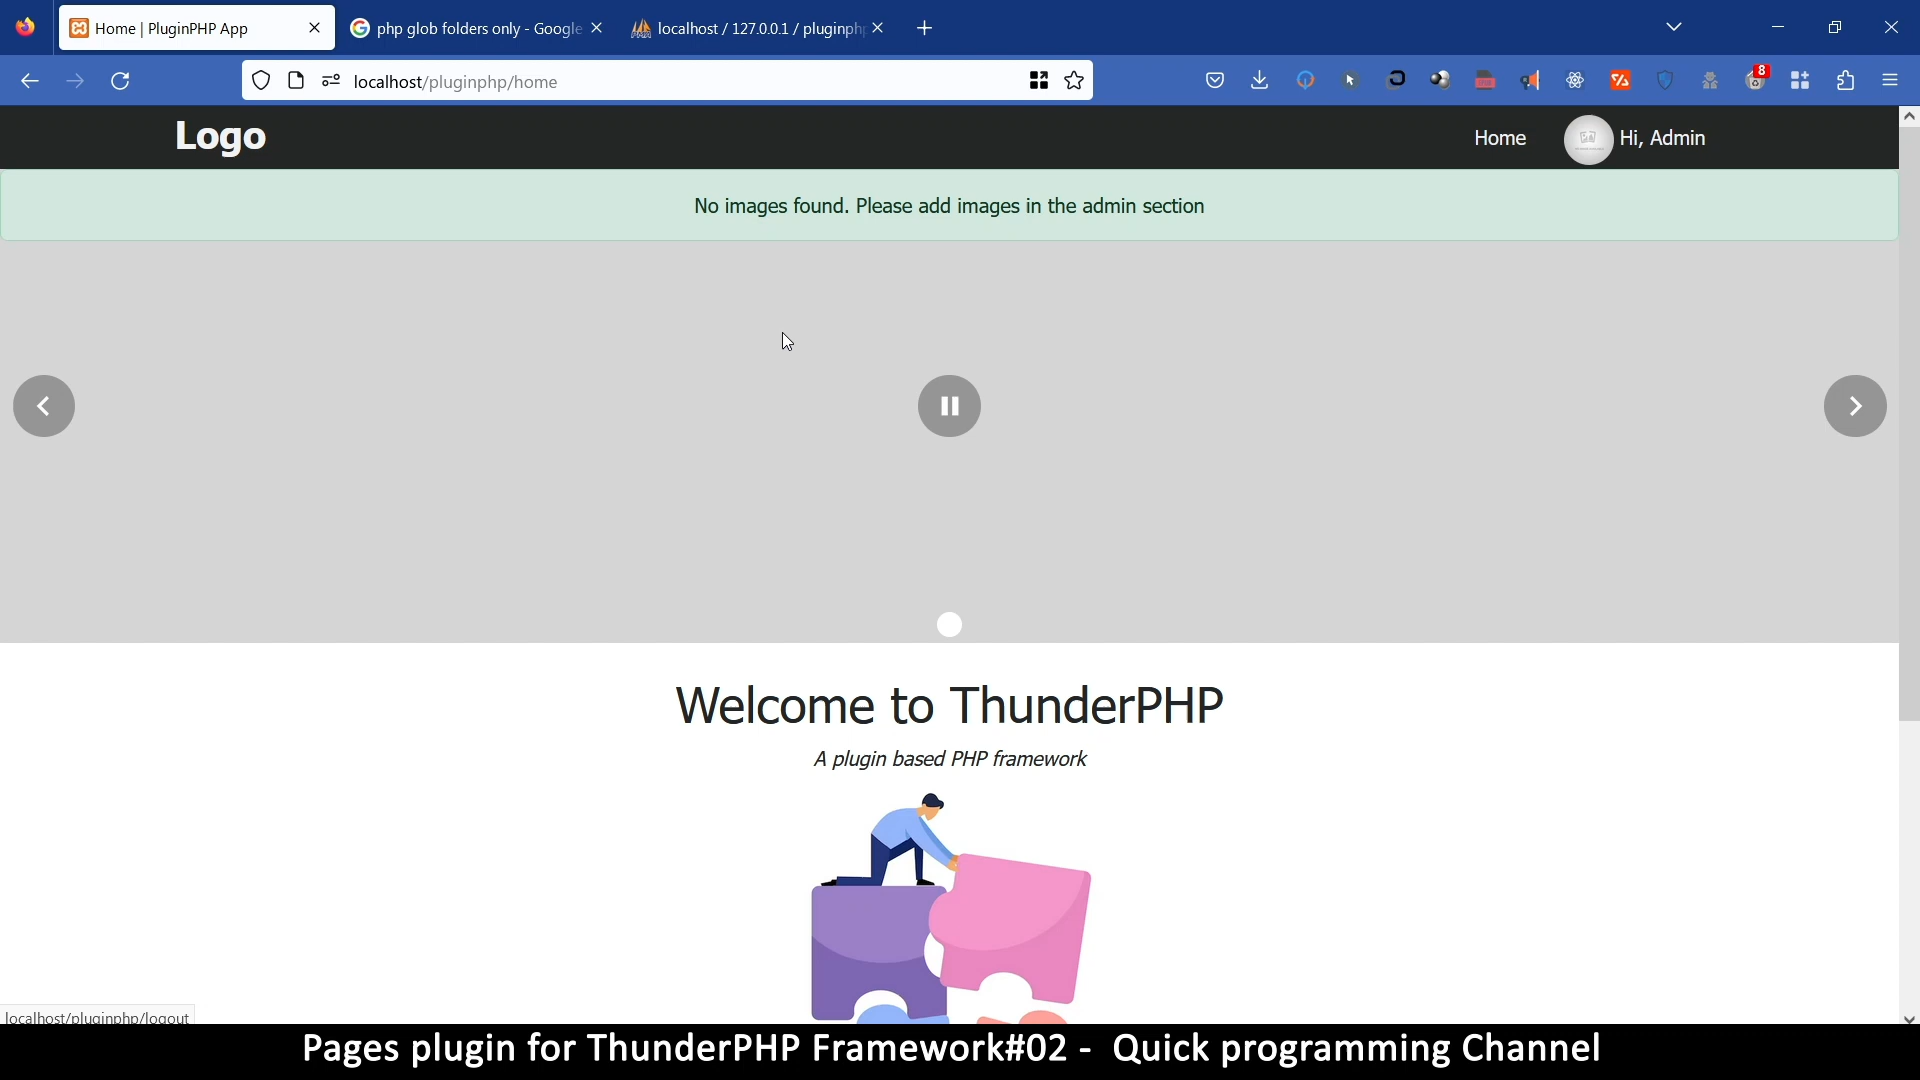 Home | PluginPHP App
php glob folders only - Google
localhost / 127.0.0.1 / pluginph
localhost/pluginphp/home
8
Logo
Home
Hi, Admin
No images found. Please add images in the admin section
Welcome to ThunderPHP
A plugin based PHP framework
localhost/pluginphp/logout
Pages plugin for ThunderPHP Framework#02 - Quick programming Channel